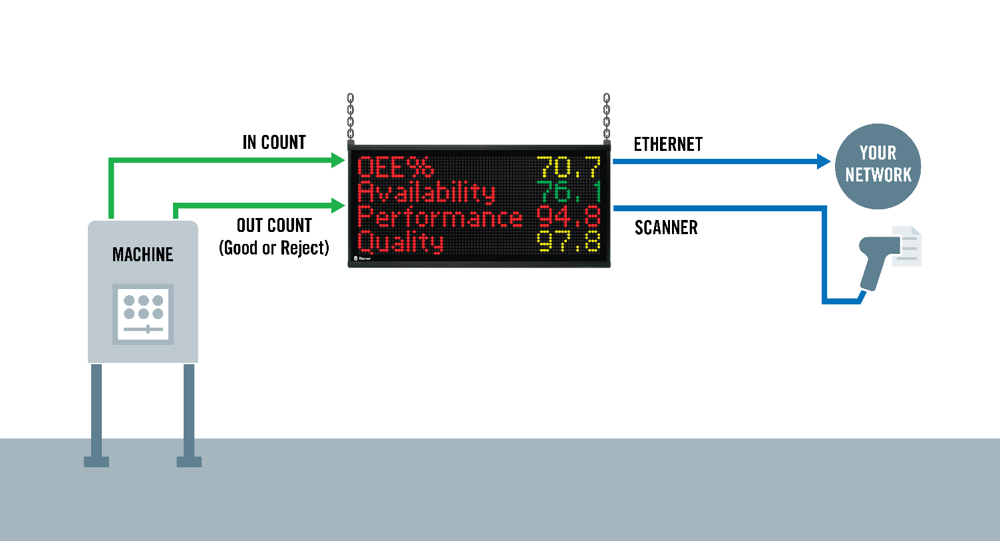 IN COUNT
OUT COUNT
(Good or Reject)
MACHINE
OEE% 70.7
Availability 76.1
Performance 94.8
Quality 97.8
Vorne
ETHERNET
SCANNER
YOUR
NETWORK